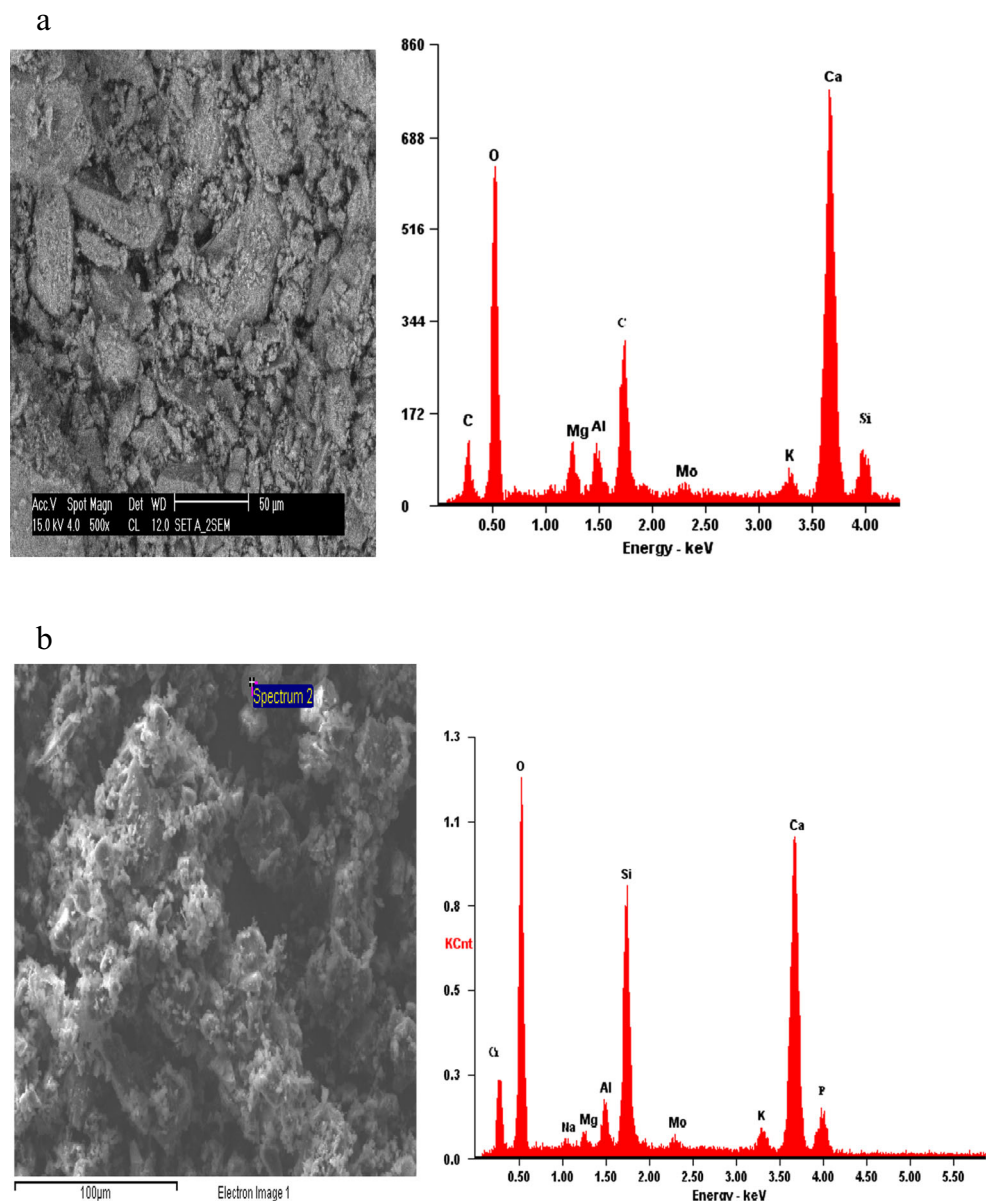 a
860
688
516
344
172
0
C
O
Mg
Al
C
Mo
K
Ca
Si
0.50 1.00 1.50 2.00 2.50 3.00 3.50 4.00
Energy - keV
Acc.V Spot Magn Det WD 50 µm
15.0 kV 4.0 500x CL 12.0 SET A_2SEM
b
Spectrum 2
100µm
Electron Image 1
1.3
1.1
0.8
KCnt
0.5
0.3
0.0
O
Na
Mg
Al
Si
Mo
K
Ca
P
0.50 1.00 1.50 2.00 2.50 3.00 3.50 4.00 4.50 5.00 5.50
Energy - keV